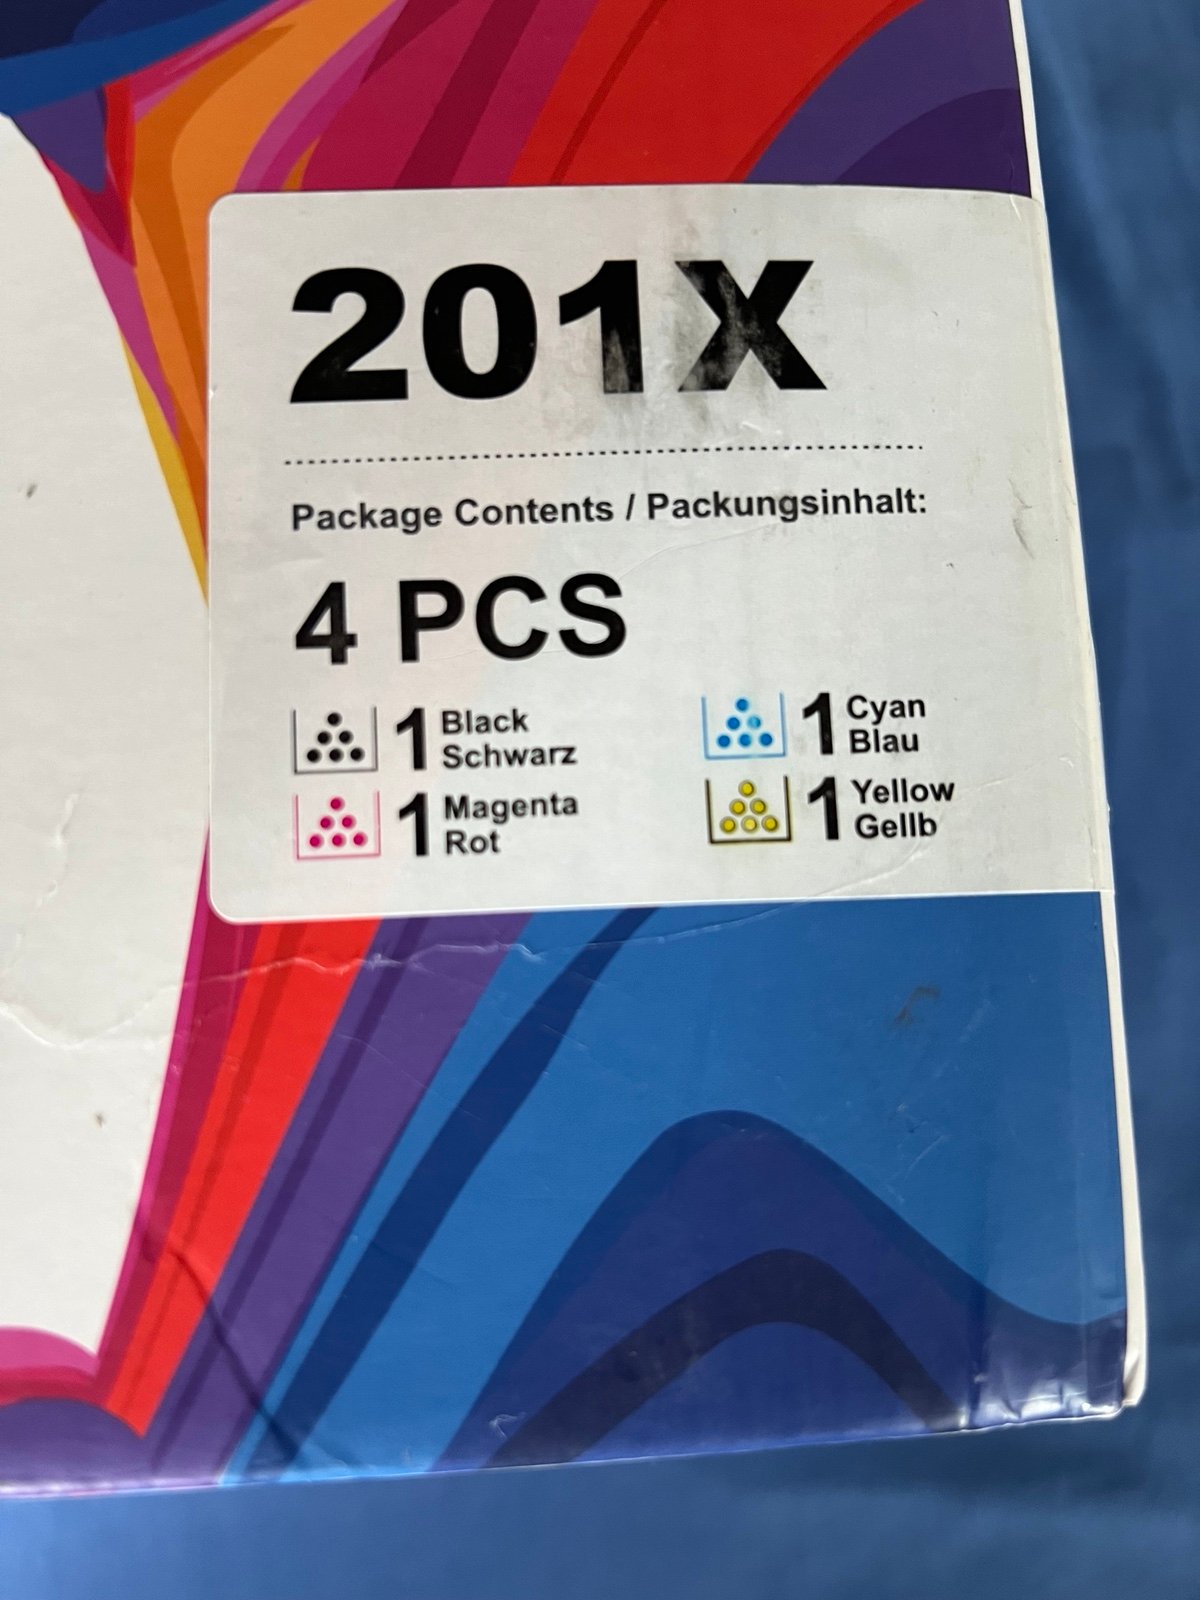 201X
Package Contents / Packungsinhalt:
4 PCS
1 Black
Schwarz
1 Cyan
Blau
1 Magenta
Rot
1 Yellow
Gellb